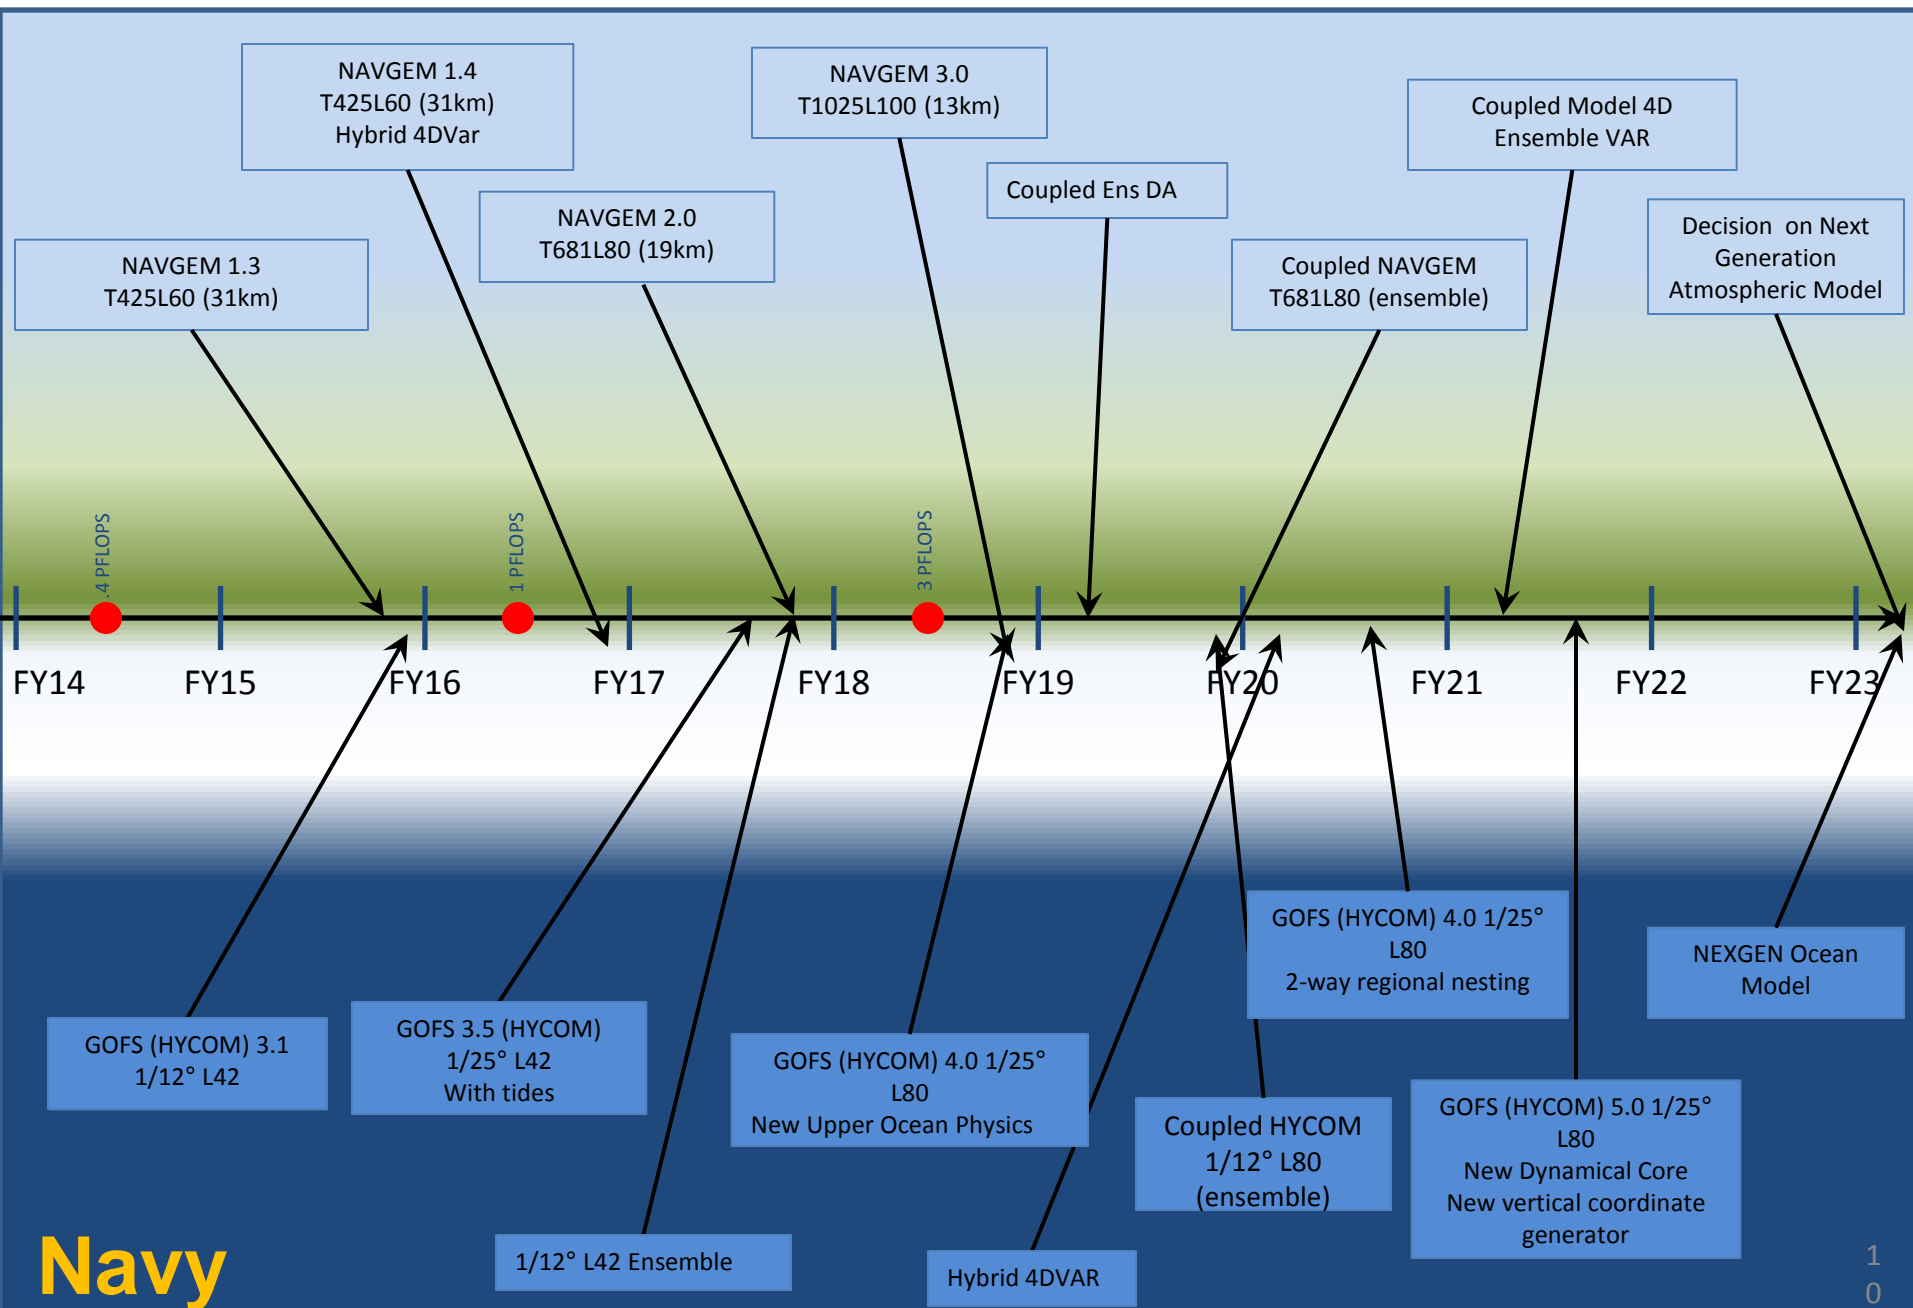 NAVGEM 1.4
T425L60 (31km)
Hybrid 4DVar
NAVGEM 3.0
T1025L100 (13km)
Coupled Model 4D
Ensemble VAR
Coupled Ens DA
NAVGEM 2.0
T681L80 (19km)
Decision  on Next
Generation
Atmospheric Model
NAVGEM 1.3
T425L60 (31km)
Coupled NAVGEM
T681L80 (ensemble)
.4 PFLOPS
1 PFLOPS
3 PFLOPS
FY14
FY15
FY16
FY17
FY18
FY19
FY20
FY21
FY22
FY23
GOFS (HYCOM) 4.0 1/25°
L80
2-way regional nesting
NEXGEN Ocean
Model
GOFS (HYCOM) 3.1
1/12° L42
GOFS 3.5 (HYCOM)
1/25° L42
With tides
GOFS (HYCOM) 4.0 1/25°
L80
New Upper Ocean Physics
Coupled HYCOM
1/12° L80
(ensemble)
GOFS (HYCOM) 5.0 1/25°
L80
New Dynamical Core
New vertical coordinate
generator
1/12° L42 Ensemble
Hybrid 4DVAR
Navy
1
0